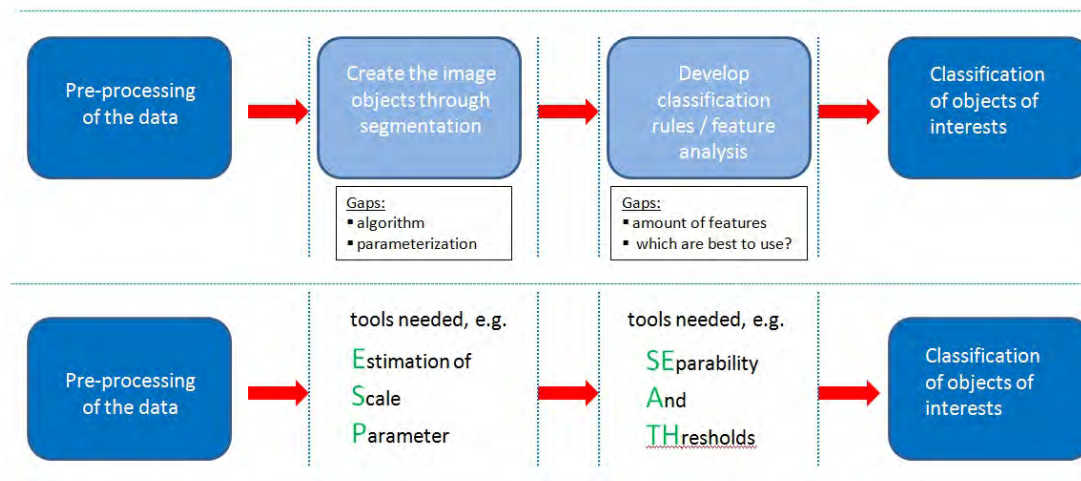 Pre-processing
of the data
Create the image
objects through
segmentation
Develop
classification
rules / feature
analysis
Classification
of objects of
interests
Gaps:
▪ algorithm
▪ parameterization
Gaps:
▪ amount of features
▪ which are best to use?
Pre-processing
of the data
tools needed, e.g.
Estimation of
Scale
Parameter
tools needed, e.g.
SEparability
And
THresholds
Classification
of objects of
interests